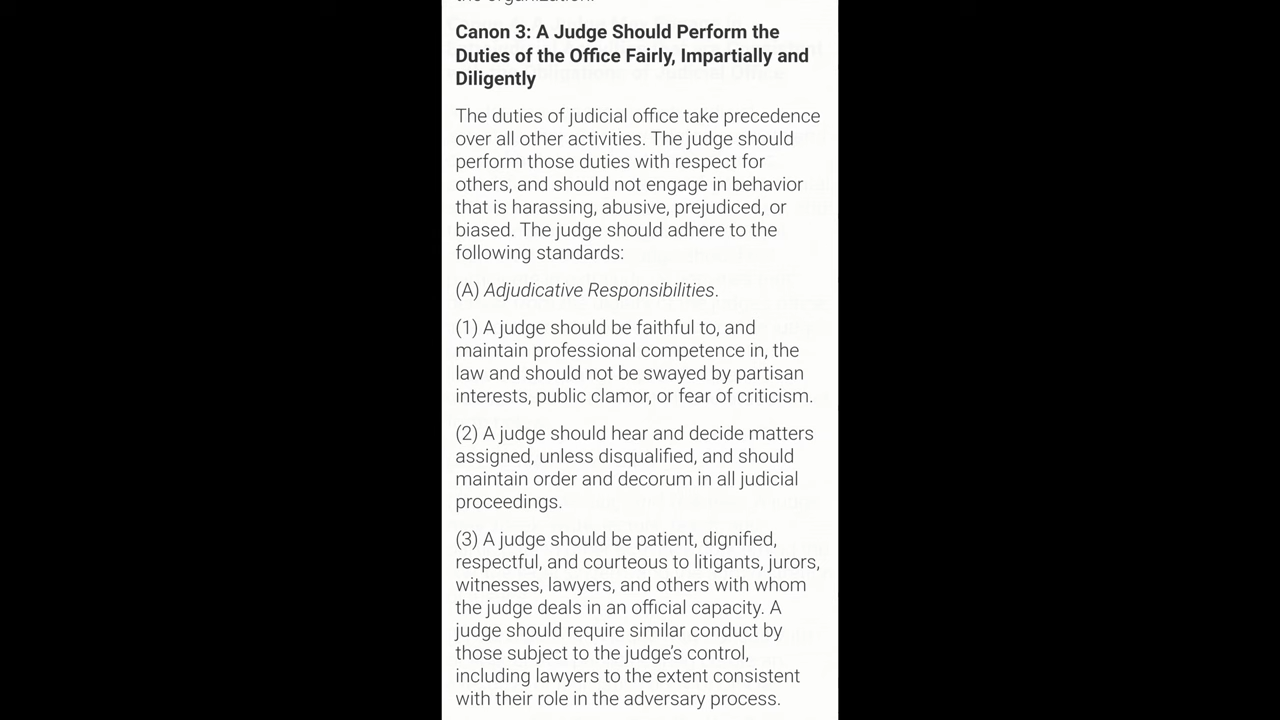 the organization.
Canon 3: A Judge Should Perform the
Duties of the Office Fairly, Impartially and
Diligently
The duties of judicial office take precedence
over all other activities. The judge should
perform those duties with respect for
others, and should not engage in behavior
that is harassing, abusive, prejudiced, or
biased. The judge should adhere to the
following standards:
(A) Adjudicative Responsibilities.
(1) A judge should be faithful to, and
maintain professional competence in, the
law and should not be swayed by partisan
interests, public clamor, or fear of criticism.
(2) A judge should hear and decide matters
assigned, unless disqualified, and should
maintain order and decorum in all judicial
proceedings.
(3) A judge should be patient, dignified,
respectful, and courteous to litigants, jurors,
witnesses, lawyers, and others with whom
the judge deals in an official capacity. A
judge should require similar conduct by
those subject to the judge’s control,
including lawyers to the extent consistent
with their role in the adversary process.